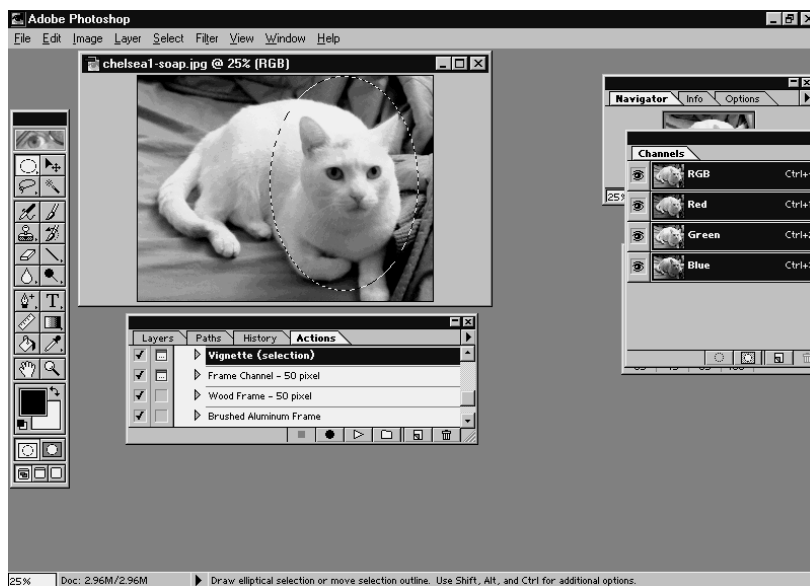 Adobe Photoshop
File Edit Image Layer Select Filter View Window Help
chelsea1-soap.jpg @ 25% (RGB)
Navigator Info Options
25%
Channels
RGB
Red
Green
Blue
Layers Paths History Actions
Vignette (selection)
Frame Channel - 50 pixel
Wood Frame - 50 pixel
Brushed Aluminum Frame
T
25% Doc: 2.96M/2.96M Draw elliptical selection or move selection outline. Use Shift, Alt, and Ctrl for additional options.